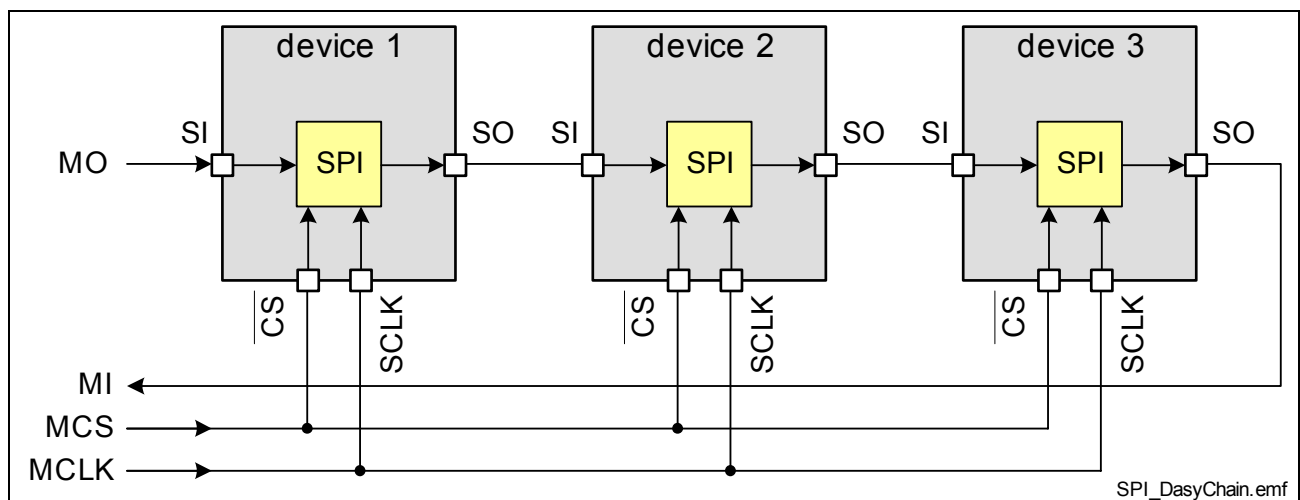 device 1
device 2
device 3
SI
SO
SI
SO
SI
SO
MO
SPI
SPI
SPI
CS
SCLK
CS
SCLK
CS
SCLK
MI
MCS
MCLK
SPI_DasyChain.emf